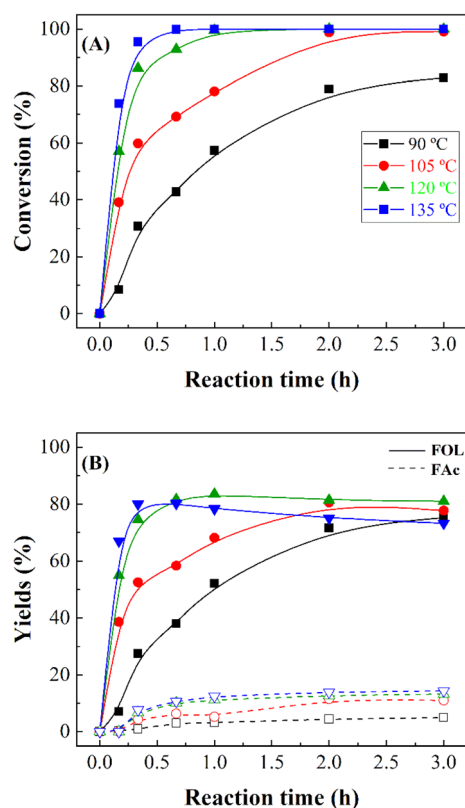 (A)
100
80
60
40
20
0
Conversion (%)
90 ºC
105 ºC
120 ºC
135 ºC
0.0 0.5 1.0 1.5 2.0 2.5 3.0
Reaction time (h)
(B)
FOL
FAc
100
80
60
40
20
0
Yields (%)
0.0 0.5 1.0 1.5 2.0 2.5 3.0
Reaction time (h)